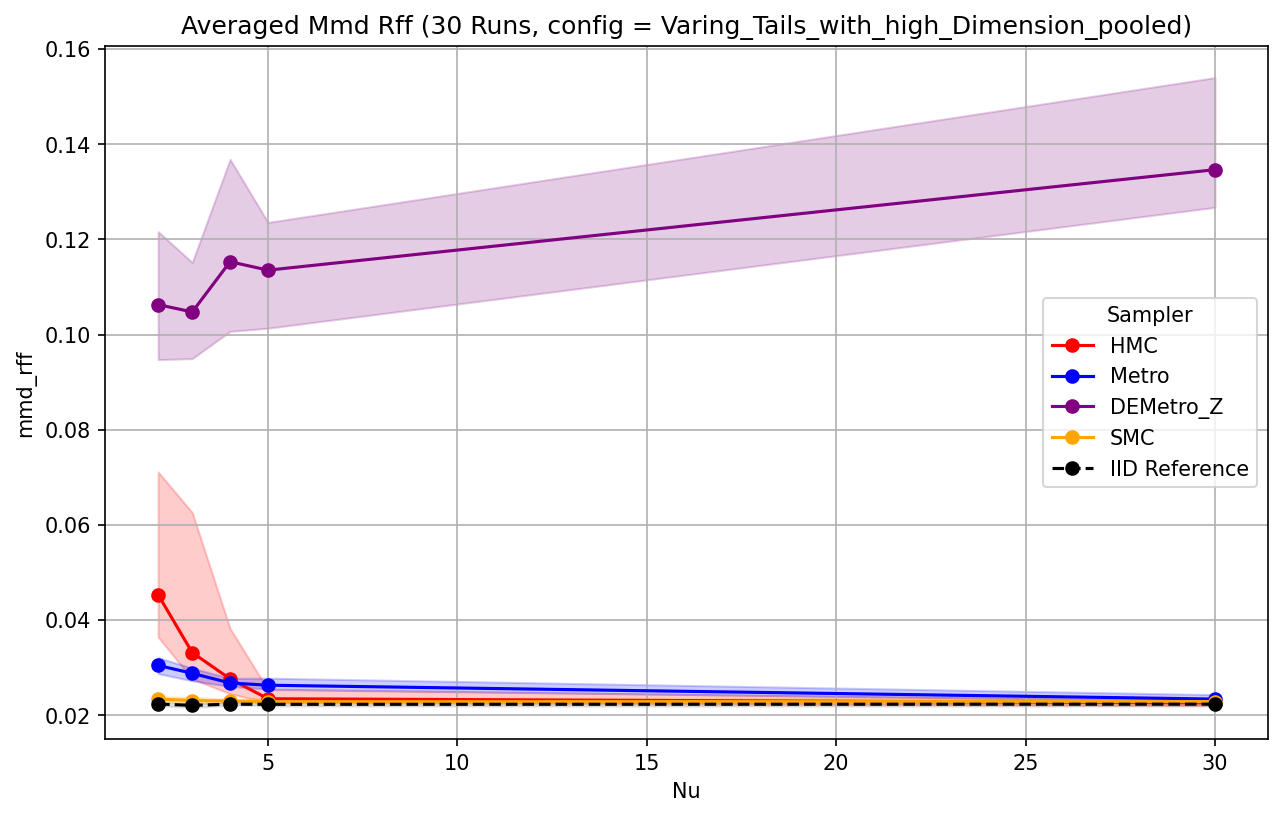 Averaged Mmd Rff (30 Runs, config = Varing_Tails_with_high_Dimension_pooled)
0.16
0.14
0.12
0.10
0.08
0.06
0.04
0.02
mmd_rff
Sampler
HMC
Metro
DEMetro_Z
SMC
IID Reference
5
10
15
20
25
30
Nu